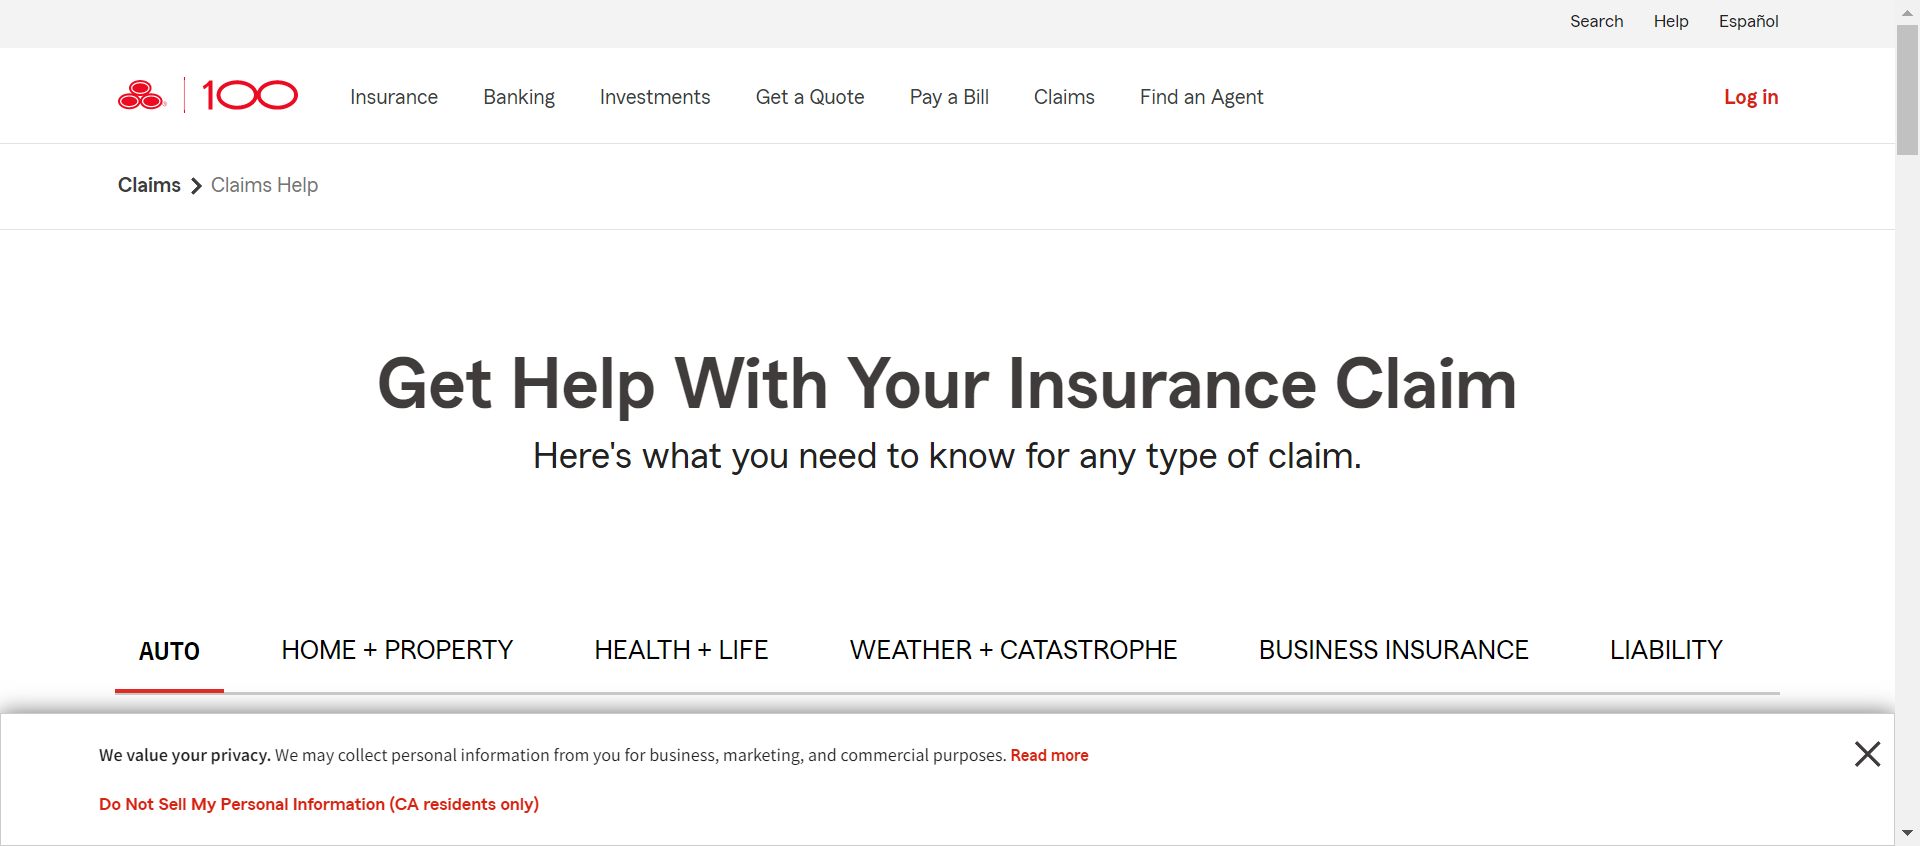 Search Help Español
100 Insurance Banking Investments Get a Quote Pay a Bill Claims Find an Agent Log in
Claims Claims Help
Get Help With Your Insurance Claim
Here's what you need to know for any type of claim.
AUTO HOME + PROPERTY HEALTH + LIFE WEATHER + CATASTROPHE BUSINESS INSURANCE LIABILITY
We value your privacy. We may collect personal information from you for business, marketing, and commercial purposes. Read more
Do Not Sell My Personal Information (CA residents only)